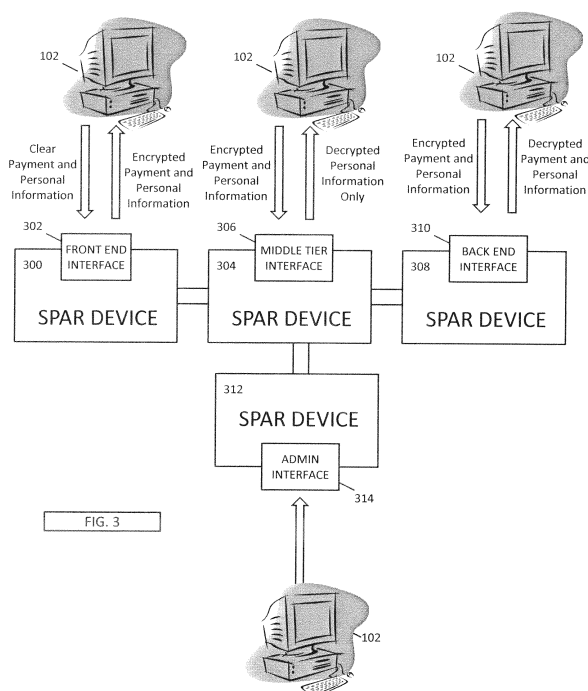 102
102
102
Clear
Payment and
Personal
Information
Encrypted
Payment and
Personal
Information
Encrypted
Payment and
Personal
Information
Decrypted
Personal
Information
Only
Encrypted
Payment and
Personal
Information
Decrypted
Payment and
Personal
Information
302
FRONT END
INTERFACE
300
SPAR DEVICE
306
MIDDLE TIER
INTERFACE
304
SPAR DEVICE
310
BACK END
INTERFACE
308
SPAR DEVICE
312
SPAR DEVICE
ADMIN
INTERFACE
314
FIG. 3
102